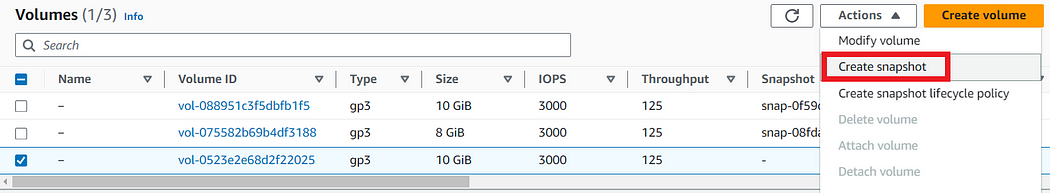 Volumes (1/3) Info
Actions ▲ Create volume
Search
Modify volume
Create snapshot
Create snapshot lifecycle policy
Delete volume
Attach volume
Detach volume
Name Volume ID Type Size IOPS Throughput Snapshot
– vol-088951c3f5dbfb1f5 gp3 10 GiB 3000 125
– vol-075582b69b4df3188 gp3 8 GiB 3000 125
– vol-0523e2e68d2f22025 gp3 10 GiB 3000 125 -